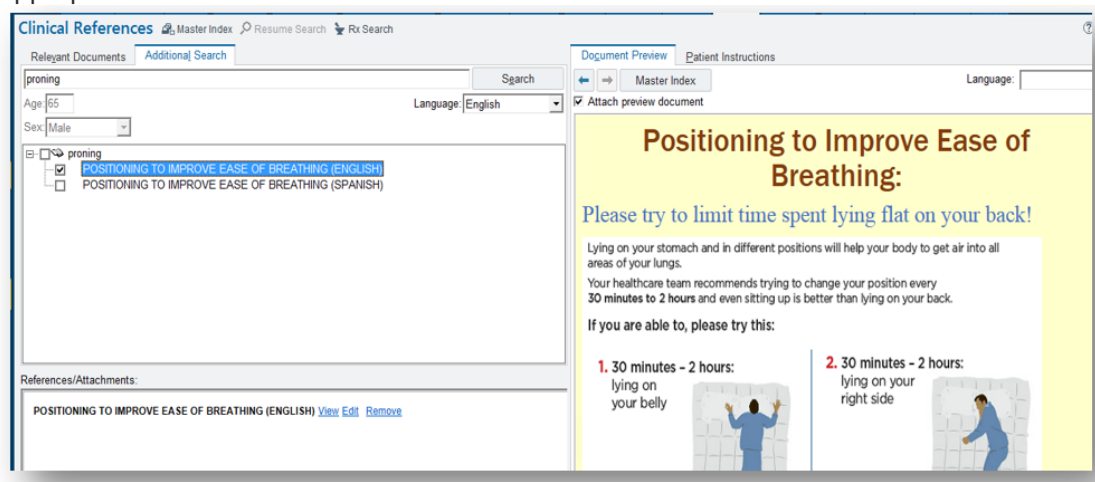 Clinical References Master Index Resume Search Rx Search
Relevant Documents Additional Search
proning Search
Age: 65 Language: English
Sex: Male
proning
POSITIONING TO IMPROVE EASE OF BREATHING (ENGLISH)
POSITIONING TO IMPROVE EASE OF BREATHING (SPANISH)
References/Attachments:
POSITIONING TO IMPROVE EASE OF BREATHING (ENGLISH) View Edit Remove
Document Preview Patient Instructions
Master Index Language:
Attach preview document
Positioning to Improve Ease of
Breathing:
Please try to limit time spent lying flat on your back!
Lying on your stomach and in different positions will help your body to get air into all
areas of your lungs.
Your healthcare team recommends trying to change your position every
30 minutes to 2 hours and even sitting up is better than lying on your back.
If you are able to, please try this:
1. 30 minutes – 2 hours:
lying on
your belly
2. 30 minutes – 2 hours:
lying on your
right side